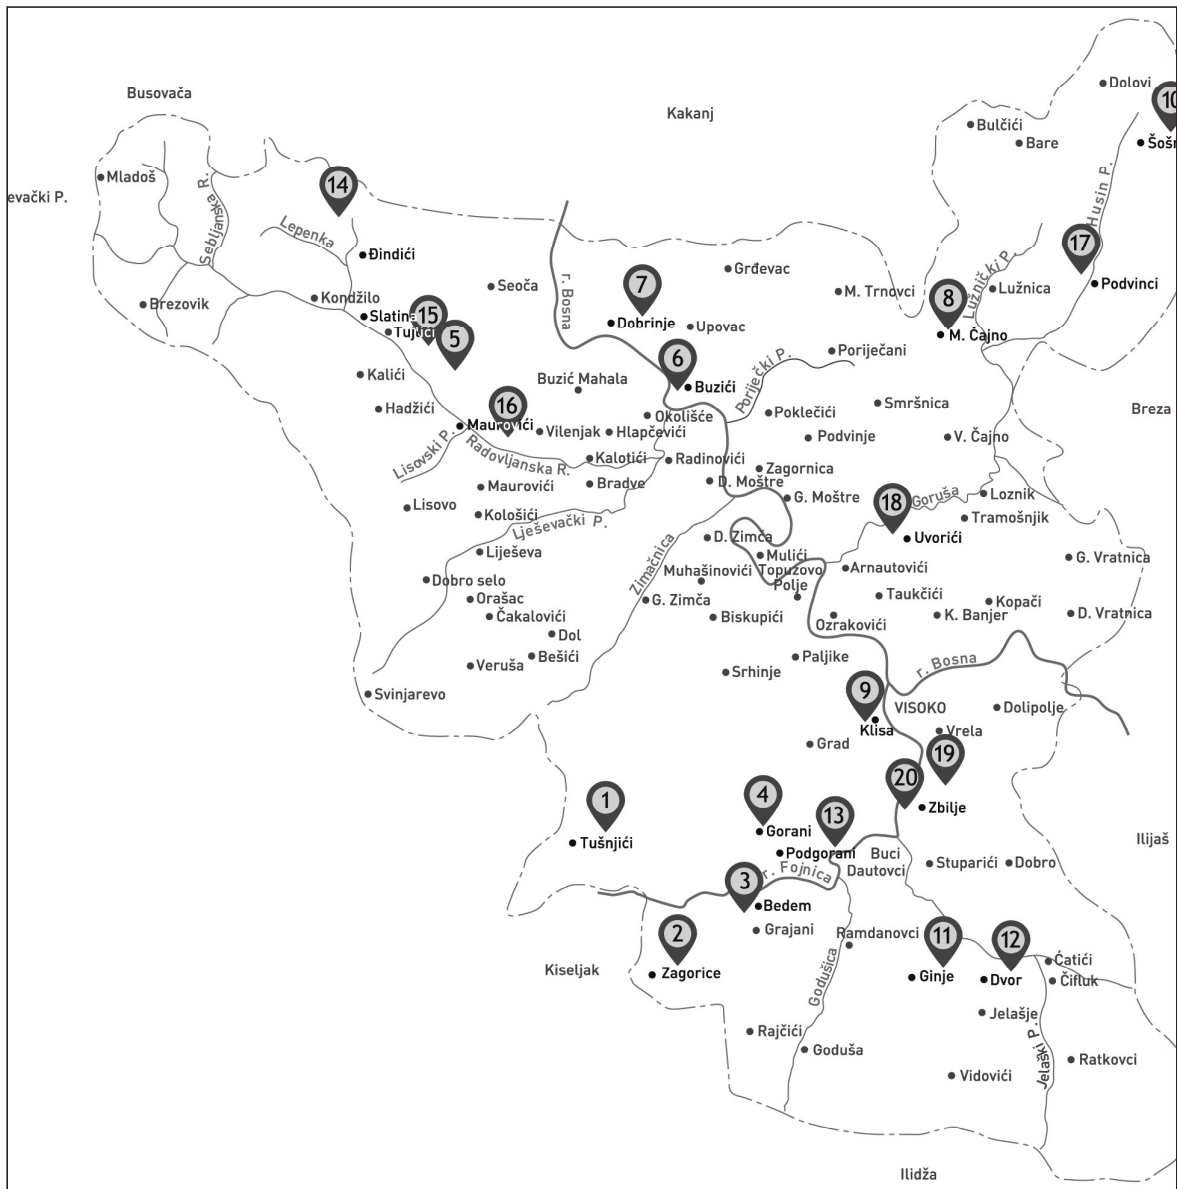 Dolovi
Busovača
10
Kakanj
Bulčići
Bare
Šošn
Mladoš
14
evački P.
Sebljanska R.
Husin P.
Lepenka
17
Đindići
Grđevac
Lužnički P.
7
Seoča
r. Bosna
M. Trnovci
8
Lužnica
Podvinci
Kondžilo
Brezovik
Slatina
15
Dobrinje
Upovac
Tujlići
5
M. Čajno
6
Poriječani
Poriječki P.
Kalići
Buzić Mahala
Buzići
Hadžići
16
Okolišće
Poklečići
Smršnica
Breza
Maurovići
Vilenjak
Hlapčevići
Podvinje
V. Čajno
Lisovski P.
Radovljanska R.
Kalotići
Radinovići
Zagornica
Maurovići
Bradve
D. Moštre
G. Moštre
18
Goruša
Loznik
Lisovo
Kološići
Tramošnjik
Lješevački P.
D. Zimča
Uvorići
Liješeva
Zimačnica
Mulići
G. Vratnica
Muhašinovići
Topuzovo
Polje
Arnautovići
Dobro selo
Orašac
G. Zimča
Taukčići
Kopači
Čakalovići
Biskupići
Ozrakovići
K. Banjer
D. Vratnica
Dol
Bešići
Paljike
r. Bosna
Veruša
Srhinje
Svinjarevo
9
VISOKO
Dolipolje
Klisa
Vrela
Grad
19
20
1
4
Zbilje
13
Gorani
Tušnjići
Podgorani
Buci
Ilijaš
Dautovci
Stuparići
Dobro
r. Fojnica
3
Bedem
Grajani
2
Ramdanovci
11
12
Kiseljak
Zagorice
Godušica
Ginje
Dvor
Ćatići
Čifluk
Jelašje
Rajčići
Goduša
Jelaški P.
Ratkovci
Vidovići
Ilidža